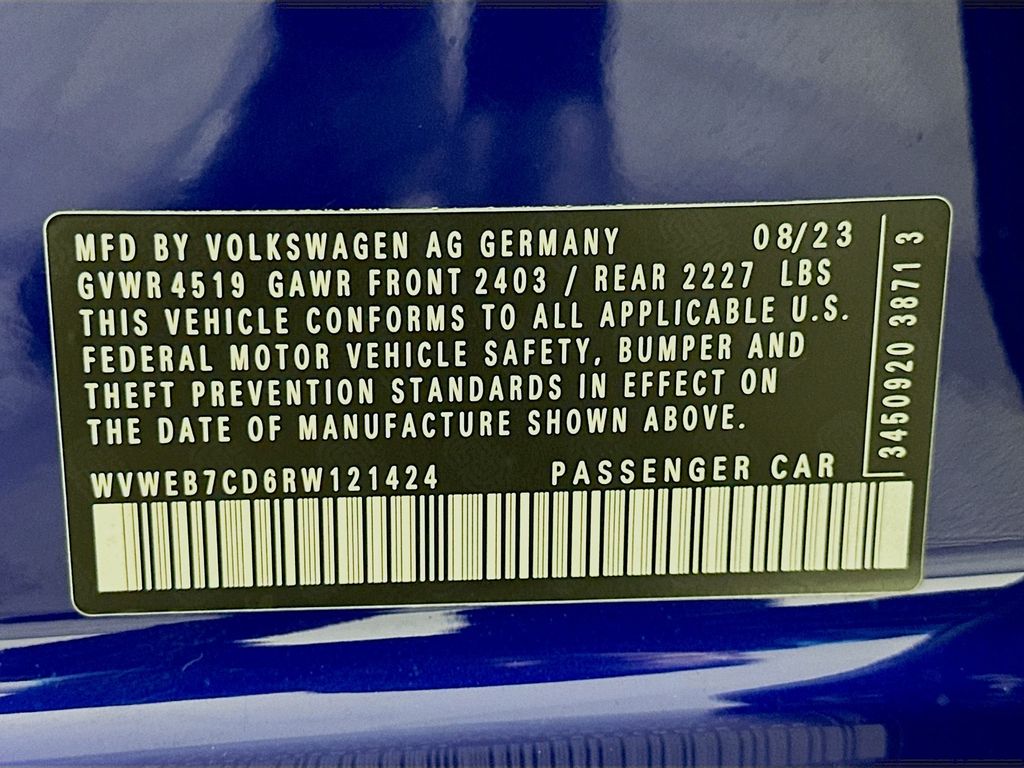 MFD BY VOLKSWAGEN AG GERMANY 08/23
GVWR 4519 GAWR FRONT 2403 / REAR 2227 LBS
THIS VEHICLE CONFORMS TO ALL APPLICABLE U.S.
FEDERAL MOTOR VEHICLE SAFETY, BUMPER AND
THEFT PREVENTION STANDARDS IN EFFECT ON
THE DATE OF MANUFACTURE SHOWN ABOVE.
WVWEB7CD6RW121424 PASSENGER CAR
3450920 3871 3